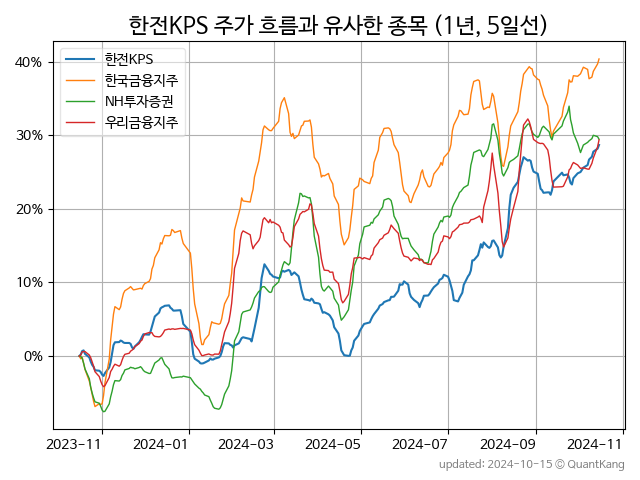 한전KPS 주가 흐름과 유사한 종목 (1년, 5일선)
한전KPS
한국금융지주
NH투자증권
우리금융지주
40%
30%
20%
10%
0%
2023-11 2024-01 2024-03 2024-05 2024-07 2024-09 2024-11
updated: 2024-10-15 © QuantKang